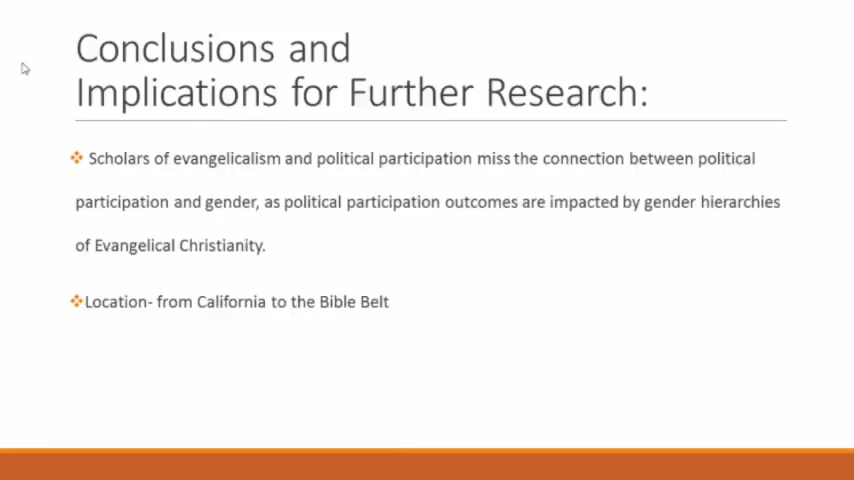 Conclusions and
Implications for Further Research:
Scholars of evangelicalism and political participation miss the connection between political
participation and gender, as political participation outcomes are impacted by gender hierarchies
of Evangelical Christianity.
Location- from California to the Bible Belt